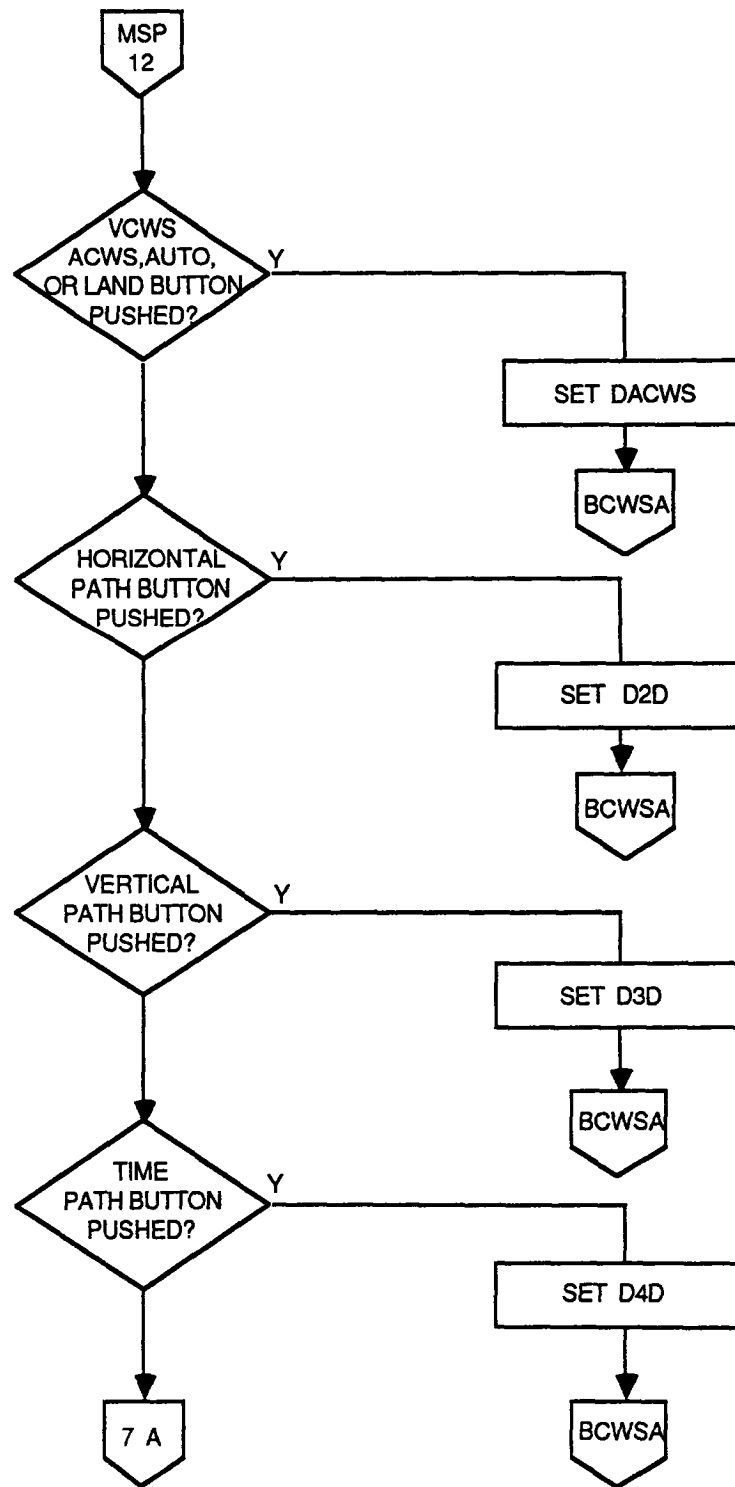 MSP
12
VCWS
ACWS,AUTO,
OR LAND BUTTON
PUSHED?
Y
SET DACWS
BCWSA
HORIZONTAL
PATH BUTTON
PUSHED?
Y
SET D2D
BCWSA
VERTICAL
PATH BUTTON
PUSHED?
Y
SET D3D
BCWSA
TIME
PATH BUTTON
PUSHED?
Y
SET D4D
BCWSA
7 A